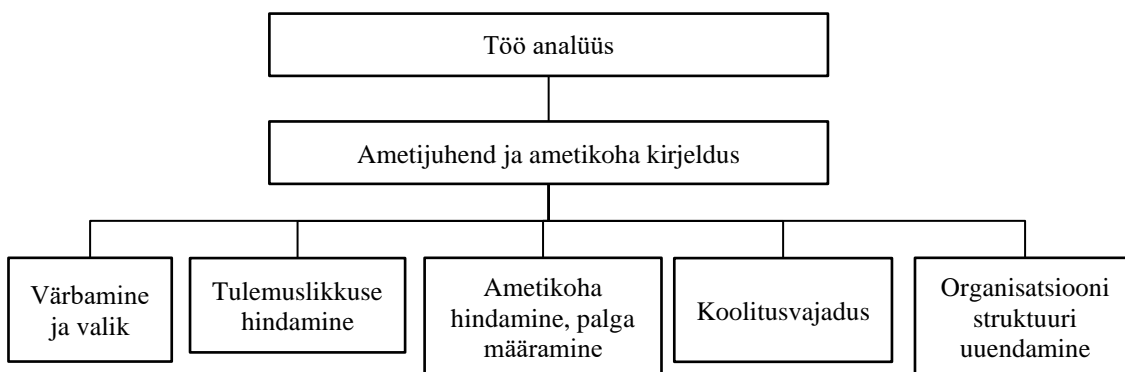 Töö analüüs
Ametijuhend ja ametikoha kirjeldus
Värbamine
ja valik
Tulemuslikkuse
hindamine
Ametikoha
hindamine, palga
määramine
Koolitusvajadus
Organisatsiooni
struktuuri
uuendamine